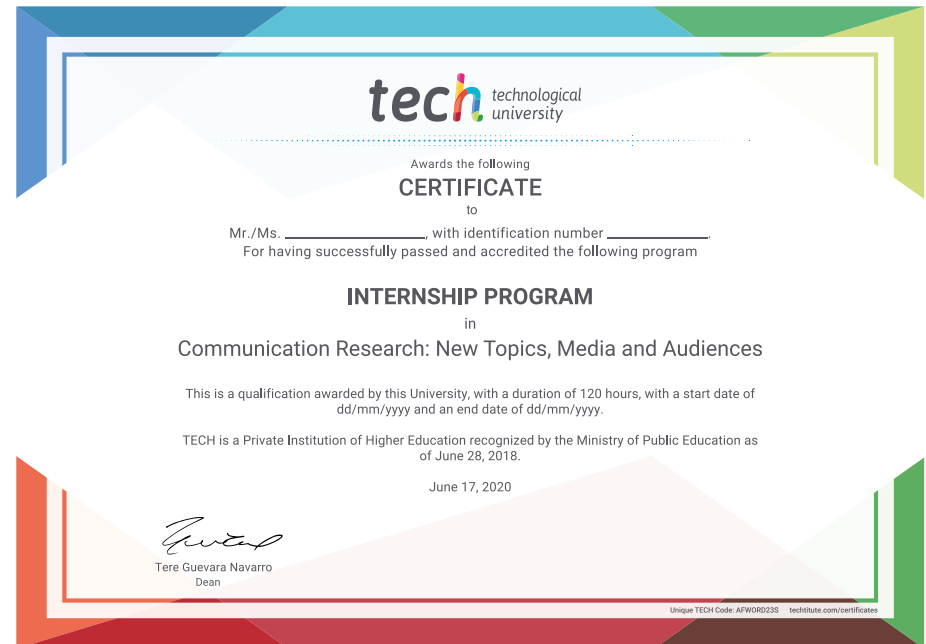 tech technological
university
Awards the following
CERTIFICATE
to
Mr./Ms. ____________________, with identification number ______________.
For having successfully passed and accredited the following program
INTERNSHIP PROGRAM
in
Communication Research: New Topics, Media and Audiences
This is a qualification awarded by this University, with a duration of 120 hours, with a start date of
dd/mm/yyyy and an end date of dd/mm/yyyy.
TECH is a Private Institution of Higher Education recognized by the Ministry of Public Education as
of June 28, 2018.
June 17, 2020
Tere Guevara Navarro
Dean
Unique TECH Code: AFWORD23S techtitute.com/certificates